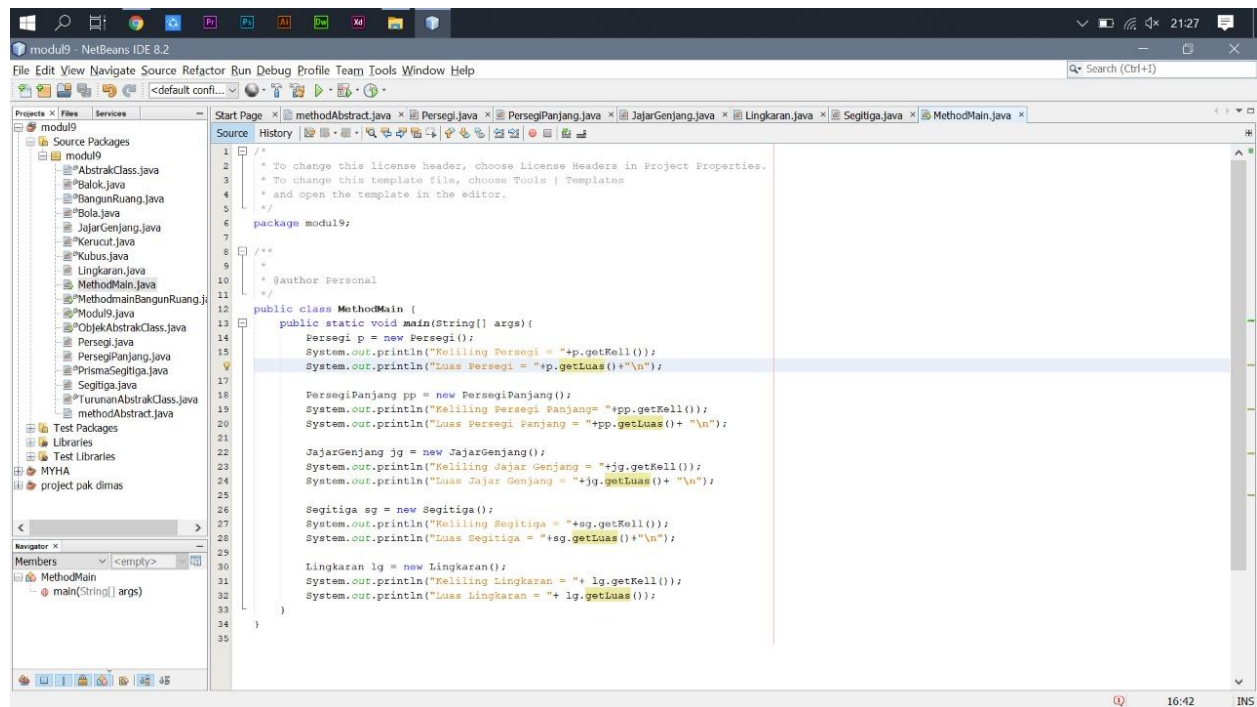 Pr Ps Ai Dw Xd 21:27
modul9 - NetBeans IDE 8.2
File Edit View Navigate Source Refactor Run Debug Profile Team Tools Window Help
Search (Ctrl+I)
<default confi...
Projects Files Services
Start Page methodAbstract.java Persegi.java PersegiPanjang.java JajarGenjang.java Lingkaran.java Segitiga.java MethodMain.java
Source History
modul9
Source Packages
modul9
AbstrakClass.java
Balok.java
BangunRuang.java
Bola.java
JajarGenjang.java
Kerucut.java
Kubus.java
Lingkaran.java
MethodMain.java
MethodmainBangunRuang.ja
Modul9.java
ObjekAbstrakClass.java
Persegi.java
PersegiPanjang.java
PrismaSegitiga.java
Segitiga.java
TurunanAbstrakClass.java
methodAbstract.java
Test Packages
Libraries
Test Libraries
MYHA
project pak dimas
Navigator
Members <empty>
MethodMain
main(String[] args)
1 /*
2 * To change this license header, choose License Headers in Project Properties.
3 * To change this template file, choose Tools | Templates
4 * and open the template in the editor.
5 */
6 package modul9;
7
8 /**
9 *
10 * @author Personal
11 */
12 public class MethodMain {
13 public static void main(String[] args){
14 Persegi p = new Persegi();
15 System.out.println("Keliling Persegi = "+p.getKell());
System.out.println("Luas Persegi = "+p.getLuas()+"\n");
17
18 PersegiPanjang pp = new PersegiPanjang();
19 System.out.println("Keliling Persegi Panjang= "+pp.getKell());
20 System.out.println("Luas Persegi Panjang = "+pp.getLuas()+ "\n");
21
22 JajarGenjang jg = new JajarGenjang();
23 System.out.println("Keliling Jajar Genjang = "+jg.getKell());
24 System.out.println("Luas Jajar Genjang = "+jg.getLuas()+ "\n");
25
26 Segitiga sg = new Segitiga();
27 System.out.println("Keliling Segitiga = "+sg.getKell());
28 System.out.println("Luas Segitiga = "+sg.getLuas()+"\n");
29
30 Lingkaran lg = new Lingkaran();
31 System.out.println("Keliling Lingkaran = "+ lg.getKell());
32 System.out.println("Luas Lingkaran = "+ lg.getLuas());
33 }
34 }
35
16:42 INS